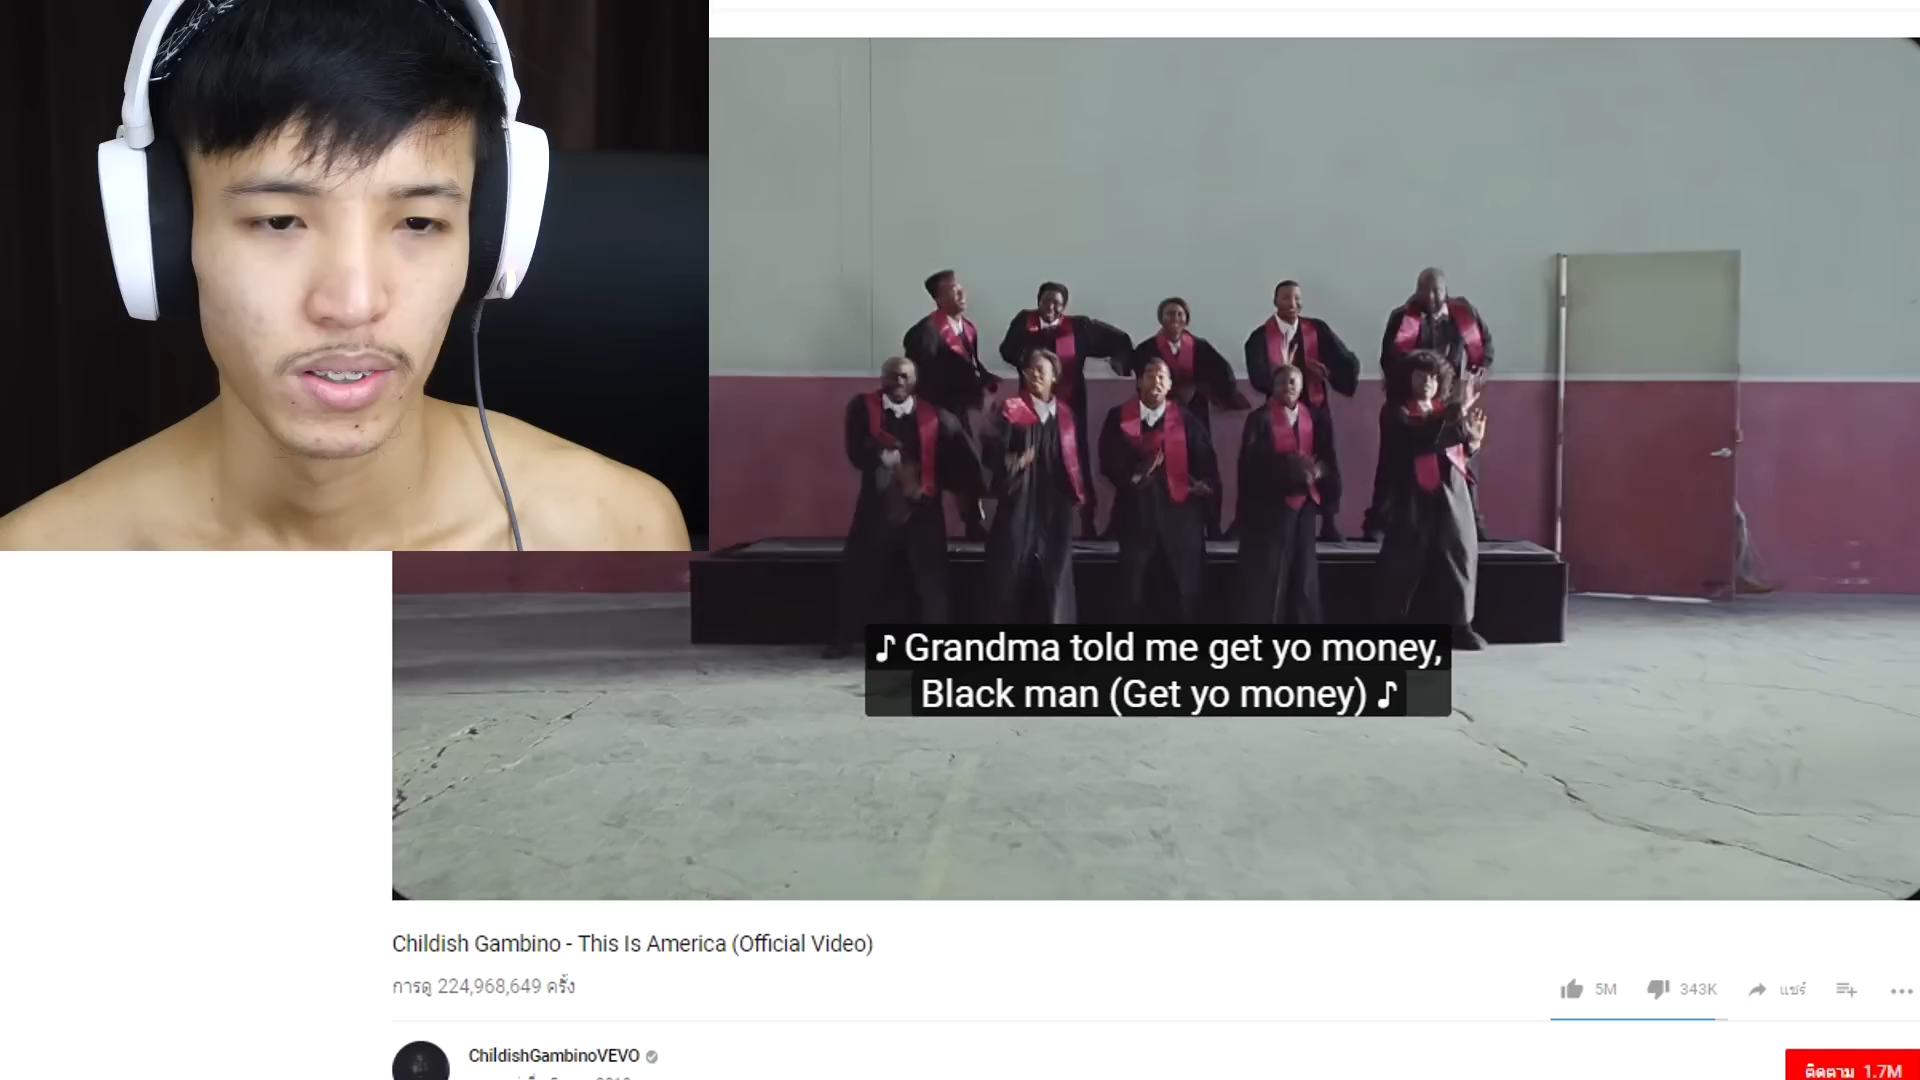 ♪ Grandma told me get yo money,
Black man (Get yo money) ♪
Childish Gambino - This Is America (Official Video)
การดู 224,968,649 ครั้ง
5M
343K
แชร์
ChildishGambinoVEVO
ติดตาม 1.7M